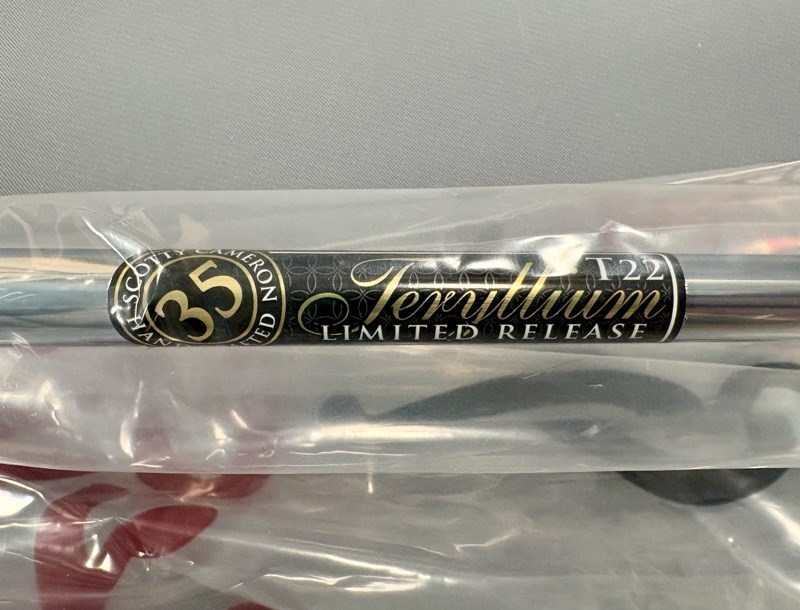 SCOTTY CAMERON
35
HAND CRAFTED
T22
Teryllium
LIMITED RELEASE